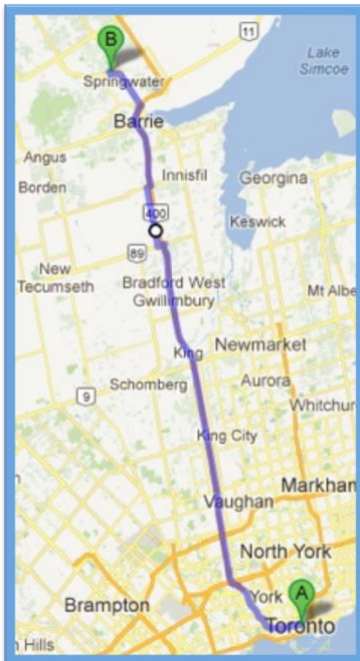 11
Lake
Simcoe
B
Springwater
Barrie
Angus
Innisfil
Georgina
Borden
400
Keswick
89
New
Tecumseth
Bradford West
Gwillimbury
Mt Albe
King
Newmarket
Schomberg
Aurora
9
Whitchur
King City
Markham
Vaughan
North York
A
York
Brampton
Toronto
n Hills